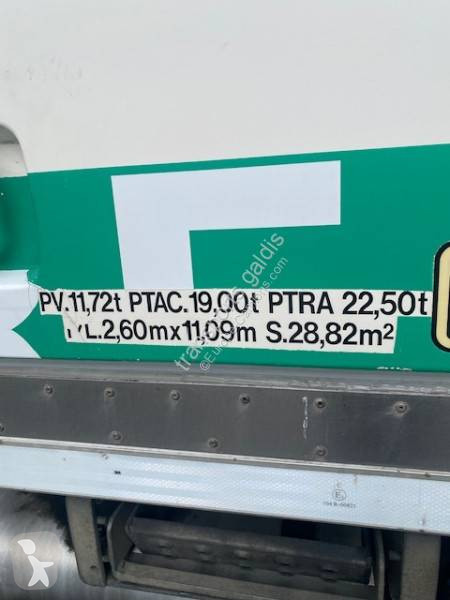 PV.11,72t PTAC.19.00t PTRA 22,50t
L.2,60mx11.09m S.28,82m²